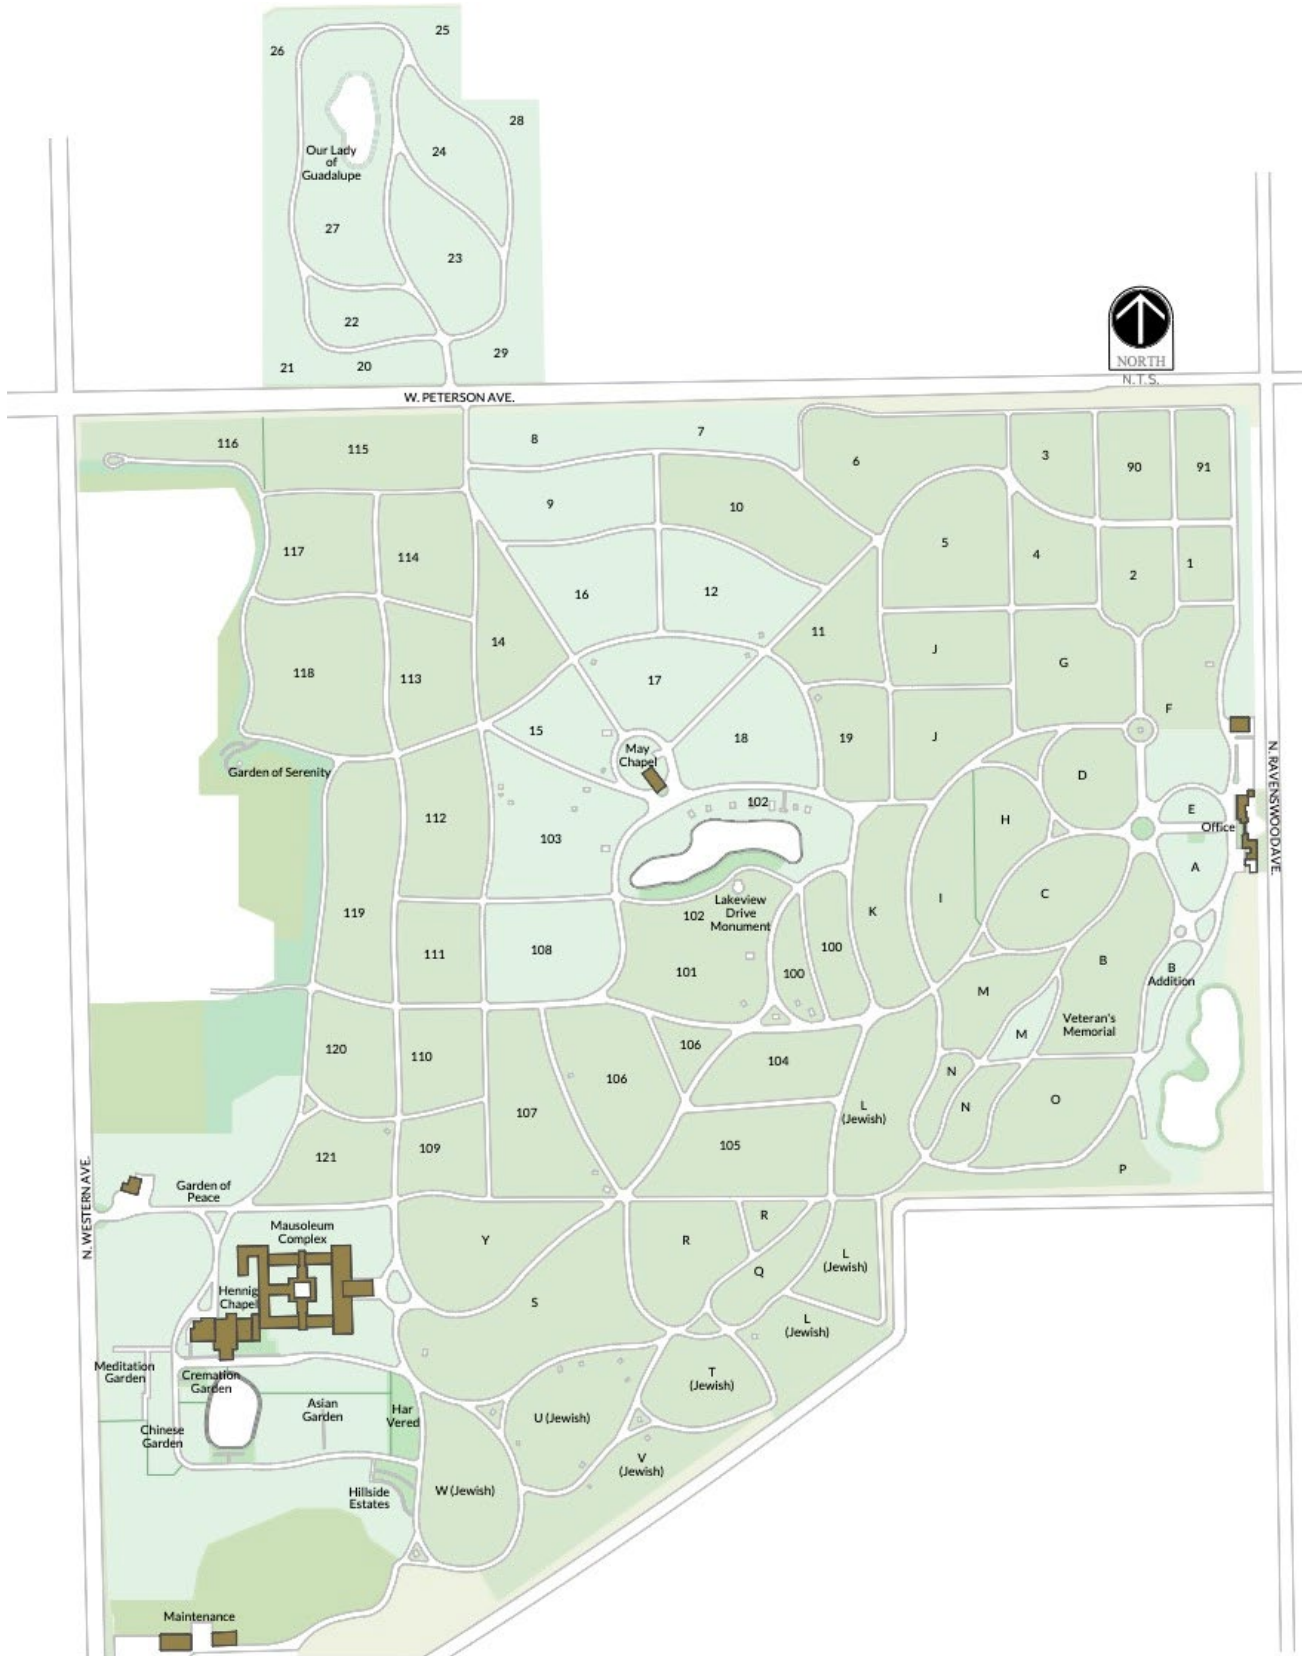 25
26
28
24
Our Lady
of
Guadalupe
27
23
22
29
21
20
NORTH
N.T.S.
W. PETERSON AVE.
116
115
8
7
6
3
90
91
9
10
117
114
5
4
2
1
16
12
11
14
J
G
118
113
17
F
15
18
19
J
May
Chapel
Garden of Serenity
D
N. RAVENSWOOD AVE.
102
E
Office
112
103
H
A
119
C
K
I
102
Lakeview
Drive
Monument
111
108
101
100
100
B
B
Addition
M
Veteran's
Memorial
M
120
110
106
106
104
107
N
N
O
L
(Jewish)
121
109
105
P
N. WESTERN AVE.
Garden of
Peace
Mausoleum
Complex
Y
R
R
Q
L
(Jewish)
Hennig
Chapel
S
L
(Jewish)
Meditation
Garden
Cremation
Garden
T
(Jewish)
Asian
Garden
Har
Vered
U (Jewish)
Chinese
Garden
V
(Jewish)
Hillside
Estates
W (Jewish)
Maintenance